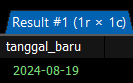 Result #1 (1r × 1c)
tanggal_baru
2024-08-19